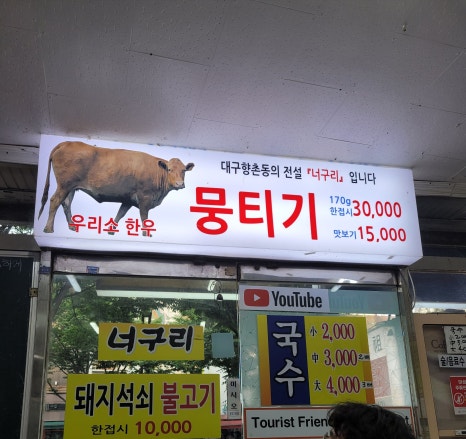 대구향촌동의 전설 『너구리』 입니다
뭉티기
170g
한접시 30,000
맛보기 15,000
우리소 한우
YouTube
너구리
국수
小 2,000
中 3,000
大 4,000
돼지석쇠 불고기
한접시 10,000
Tourist Friend